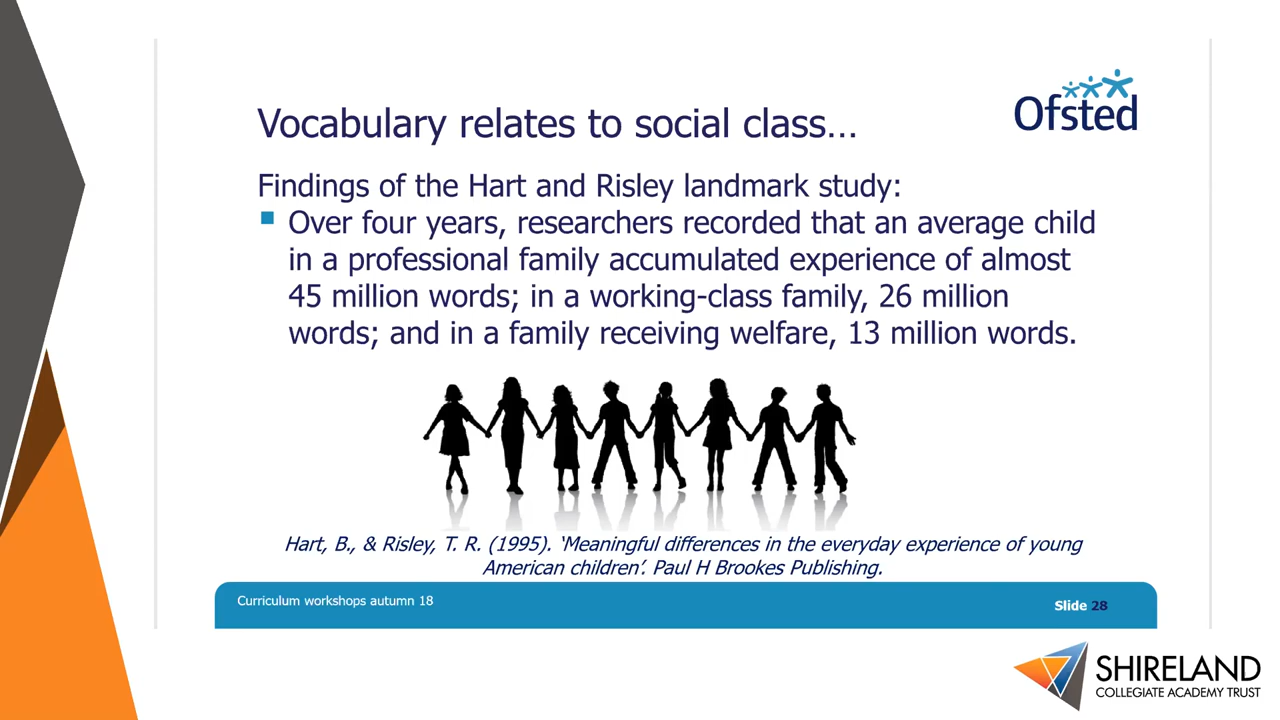 Ofsted
Vocabulary relates to social class…
Findings of the Hart and Risley landmark study:
Over four years, researchers recorded that an average child
in a professional family accumulated experience of almost
45 million words; in a working-class family, 26 million
words; and in a family receiving welfare, 13 million words.
Hart, B., & Risley, T. R. (1995). ‘Meaningful differences in the everyday experience of young
American children’. Paul H Brookes Publishing.
Curriculum workshops autumn 18
Slide 28
SHIRELAND
COLLEGIATE ACADEMY TRUST